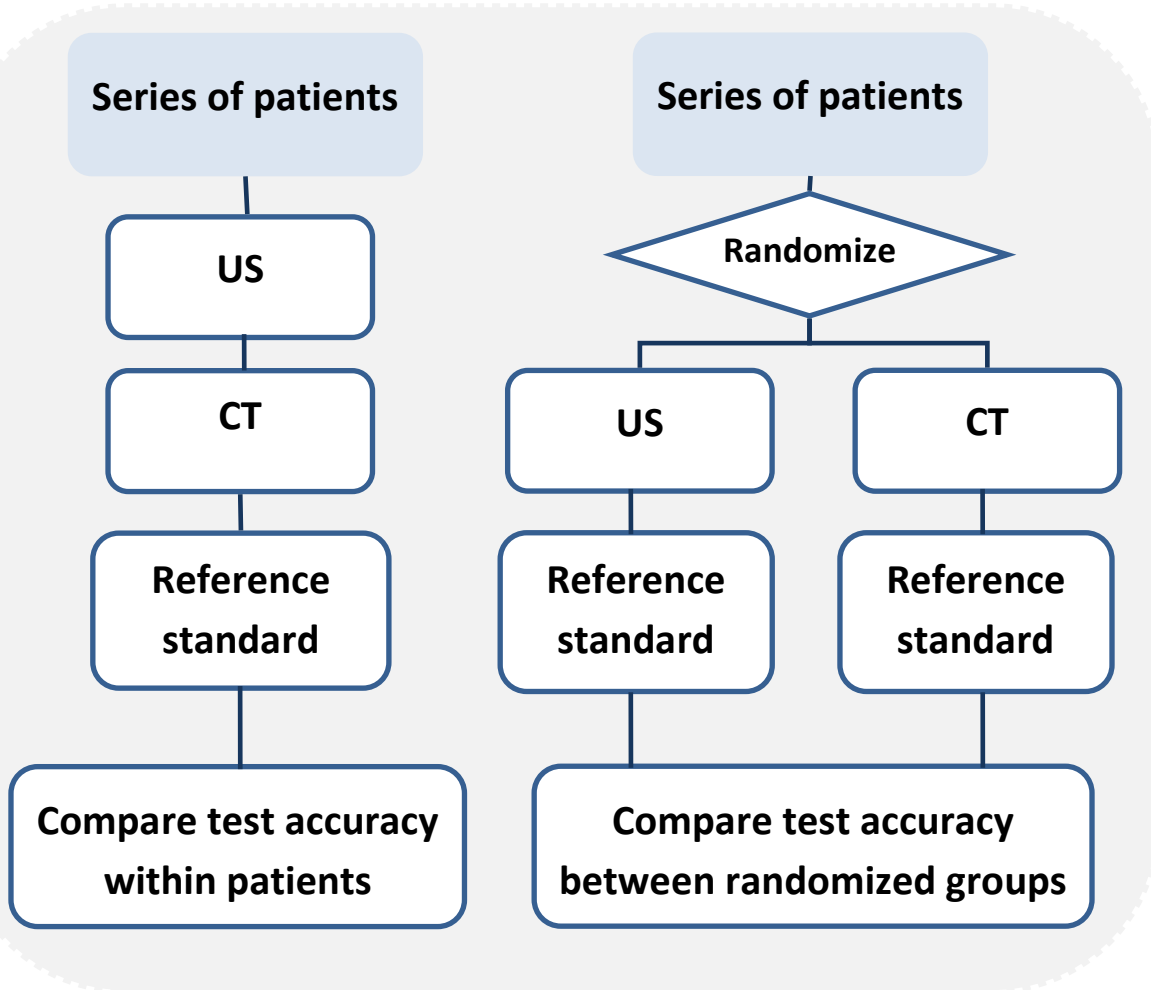 Series of patients
US
CT
Reference
standard
Compare test accuracy
within patients
Series of patients
Randomize
US
CT
Reference
standard
Reference
standard
Compare test accuracy
between randomized groups